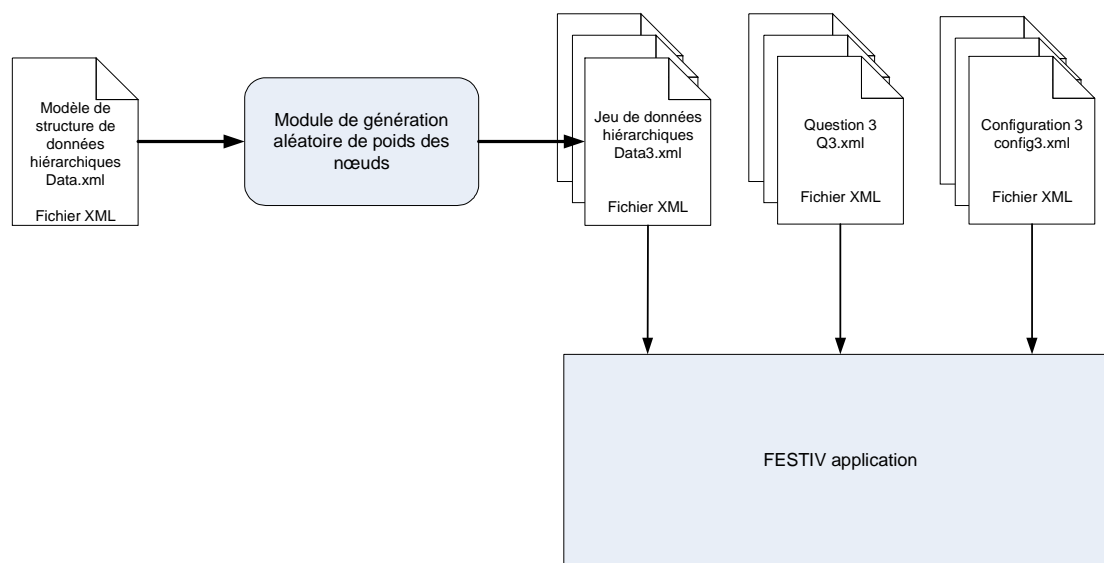 Modèle de
structure de
données
hiérarchiques
Data.xml
Fichier XML
Module de génération
aléatoire de poids des
nœuds
Jeu de données
hiérarchiques
Data3.xml
Fichier XML
Question 3
Q3.xml
Fichier XML
Configuration 3
config3.xml
Fichier XML
FESTIV application